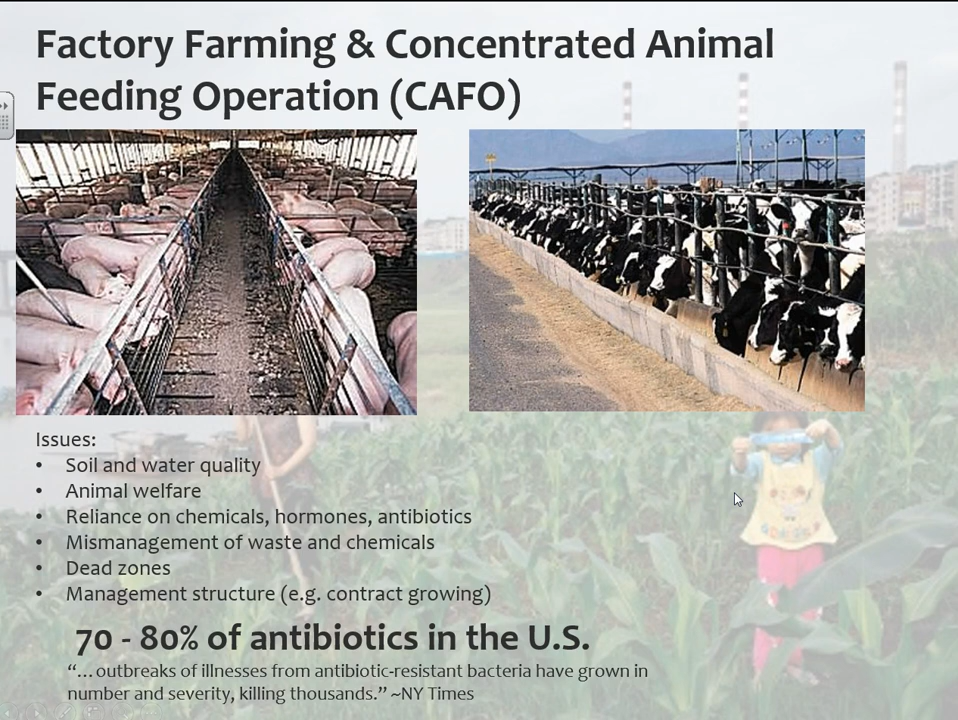 Factory Farming & Concentrated Animal
Feeding Operation (CAFO)
Issues:
• Soil and water quality
• Animal welfare
• Reliance on chemicals, hormones, antibiotics
• Mismanagement of waste and chemicals
• Dead zones
• Management structure (e.g. contract growing)
70 - 80% of antibiotics in the U.S.
“…outbreaks of illnesses from antibiotic-resistant bacteria have grown in
number and severity, killing thousands.” ~NY Times